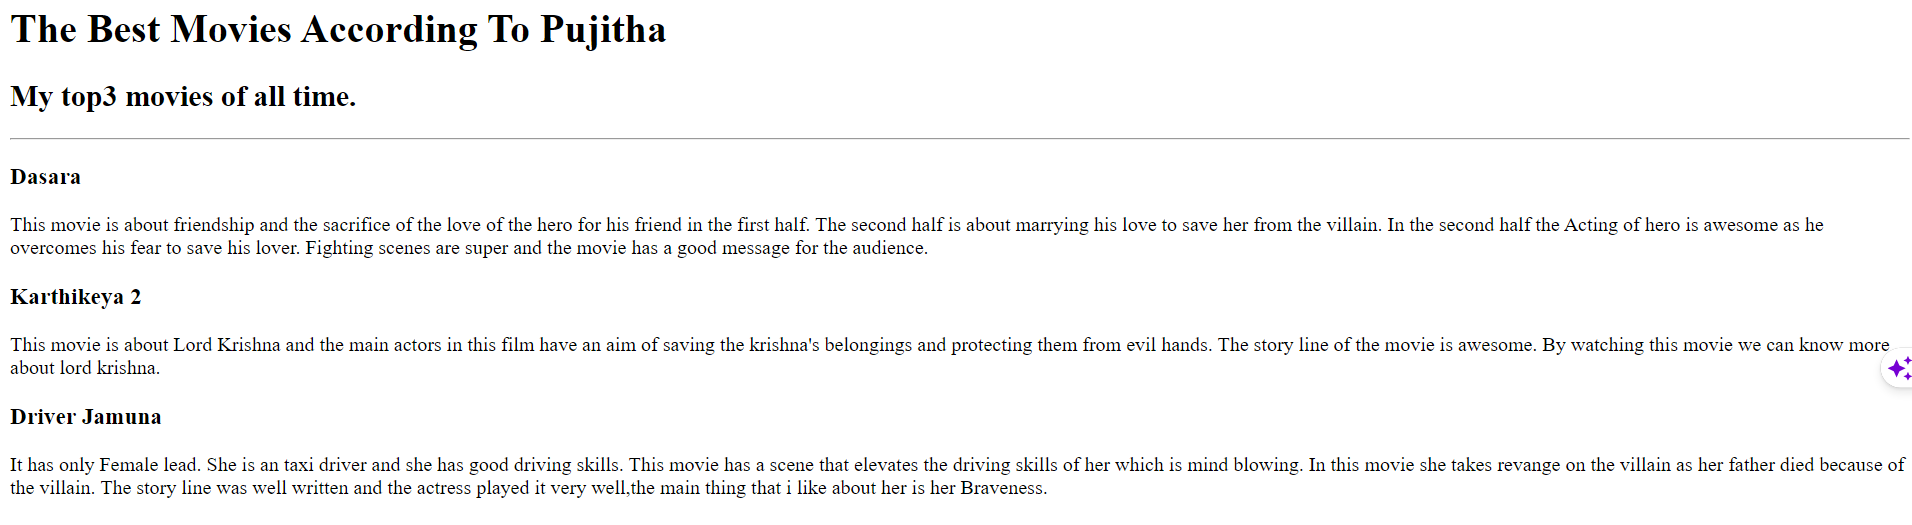 The Best Movies According To Pujitha
My top3 movies of all time.
Dasara
This movie is about friendship and the sacrifice of the love of the hero for his friend in the first half. The second half is about marrying his love to save her from the villain. In the second half the Acting of hero is awesome as he
overcomes his fear to save his lover. Fighting scenes are super and the movie has a good message for the audience.
Karthikeya 2
This movie is about Lord Krishna and the main actors in this film have an aim of saving the krishna's belongings and protecting them from evil hands. The story line of the movie is awesome. By watching this movie we can know more
about lord krishna.
Driver Jamuna
It has only Female lead. She is an taxi driver and she has good driving skills. This movie has a scene that elevates the driving skills of her which is mind blowing. In this movie she takes revange on the villain as her father died because of
the villain. The story line was well written and the actress played it very well,the main thing that i like about her is her Braveness.